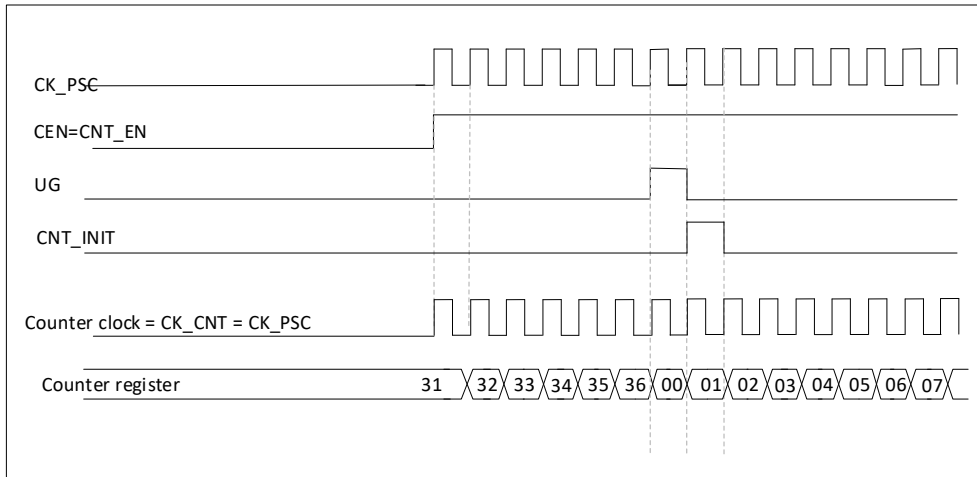 CK_PSC
CEN=CNT_EN
UG
CNT_INIT
Counter clock = CK_CNT = CK_PSC
Counter register 31 32 33 34 35 36 00 01 02 03 04 05 06 07